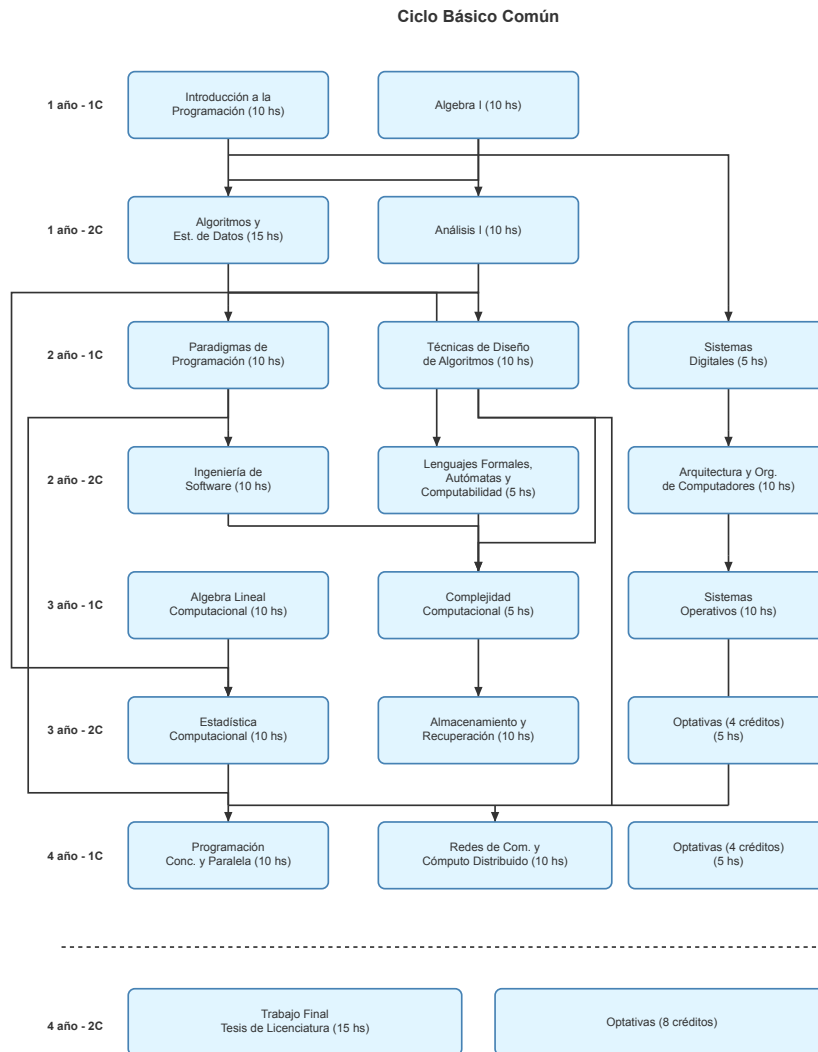 Ciclo Básico Común
1 año - 1C
Introducción a la
Programación (10 hs)
Algebra I (10 hs)
1 año - 2C
Algoritmos y
Est. de Datos (15 hs)
Análisis I (10 hs)
2 año - 1C
Paradigmas de
Programación (10 hs)
Técnicas de Diseño
de Algoritmos (10 hs)
Sistemas
Digitales (5 hs)
2 año - 2C
Ingeniería de
Software (10 hs)
Lenguajes Formales,
Autómatas y
Computabilidad (5 hs)
Arquitectura y Org.
de Computadores (10 hs)
3 año - 1C
Algebra Lineal
Computacional (10 hs)
Complejidad
Computacional (5 hs)
Sistemas
Operativos (10 hs)
3 año - 2C
Estadística
Computacional (10 hs)
Almacenamiento y
Recuperación (10 hs)
Optativas (4 créditos)
(5 hs)
4 año - 1C
Programación
Conc. y Paralela (10 hs)
Redes de Com. y
Cómputo Distribuido (10 hs)
Optativas (4 créditos)
(5 hs)
4 año - 2C
Trabajo Final
Tesis de Licenciatura (15 hs)
Optativas (8 créditos)